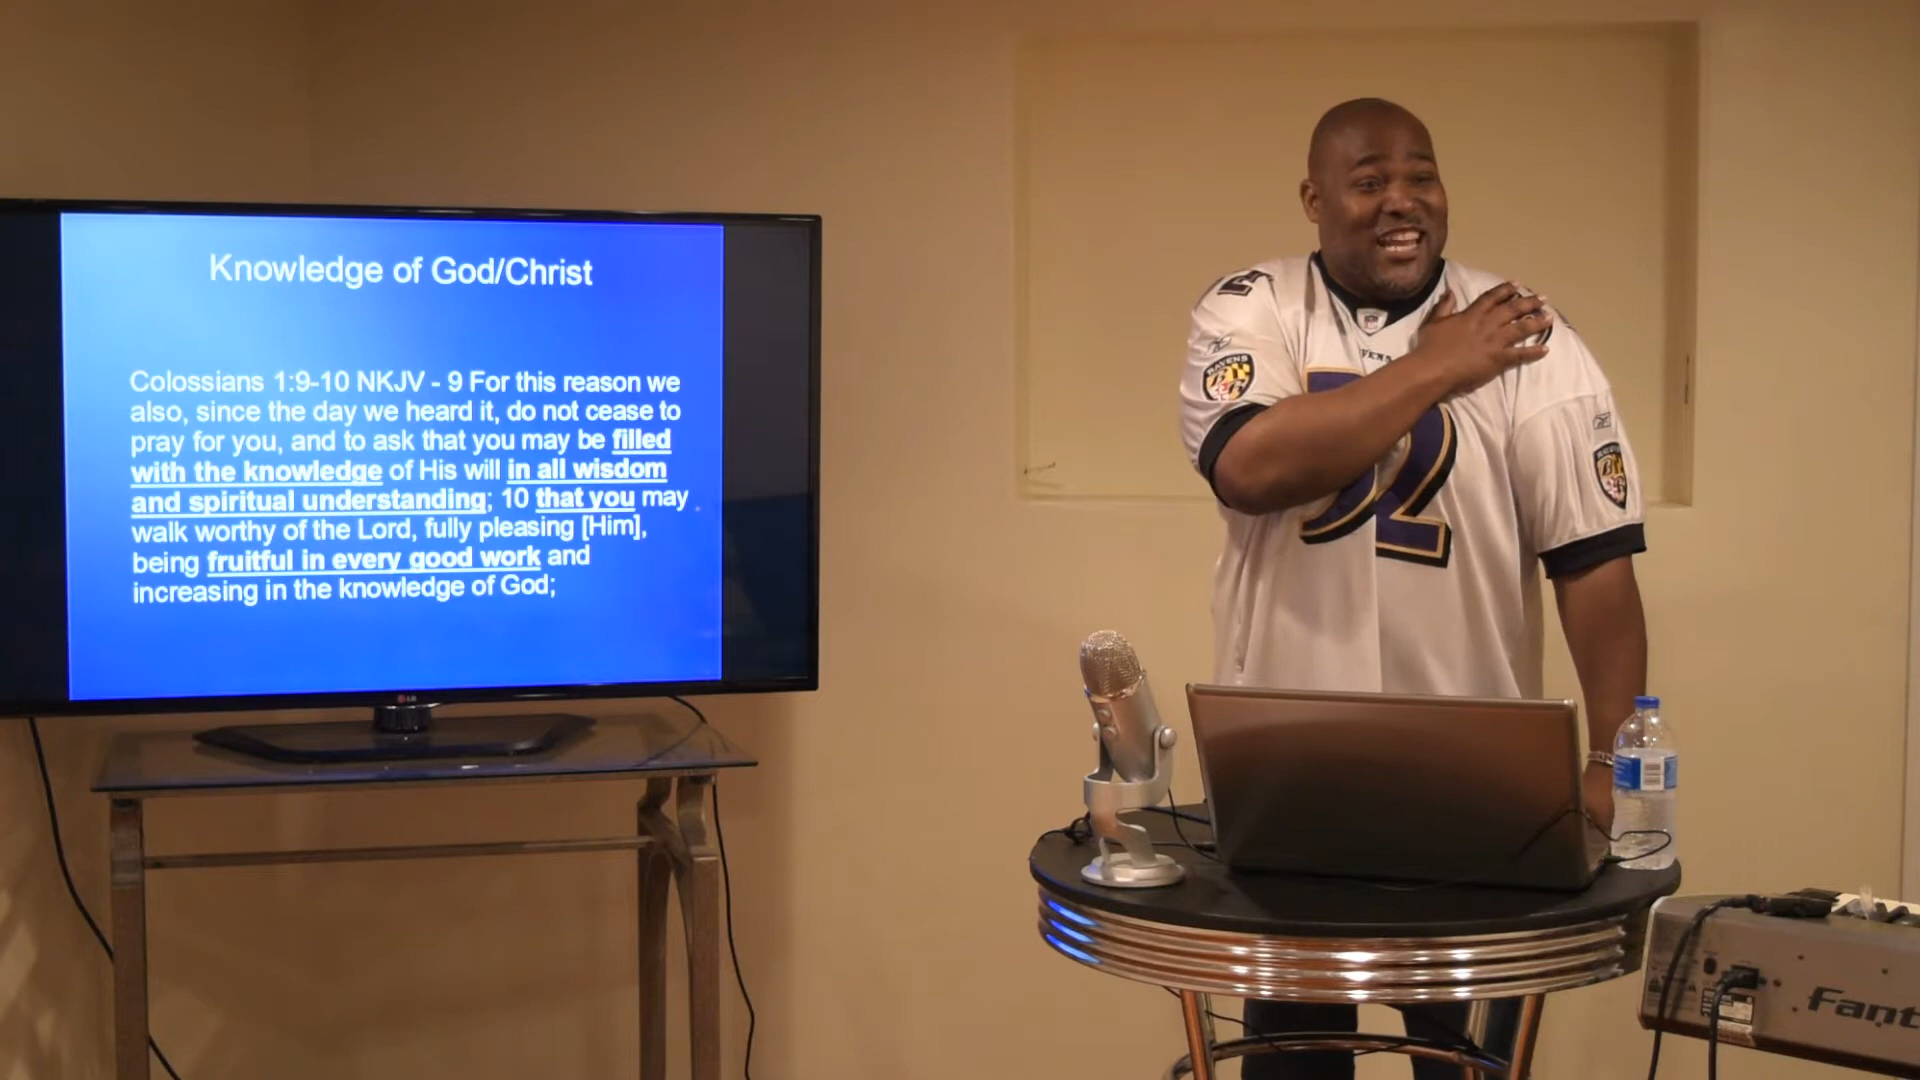 Knowledge of God/Christ
Colossians 1:9-10 NKJV - 9 For this reason we
also, since the day we heard it, do not cease to
pray for you, and to ask that you may be filled
with the knowledge of His will in all wisdom
and spiritual understanding; 10 that you may
walk worthy of the Lord, fully pleasing [Him],
being fruitful in every good work and
increasing in the knowledge of God;
LG
RAVENS
52
Fant